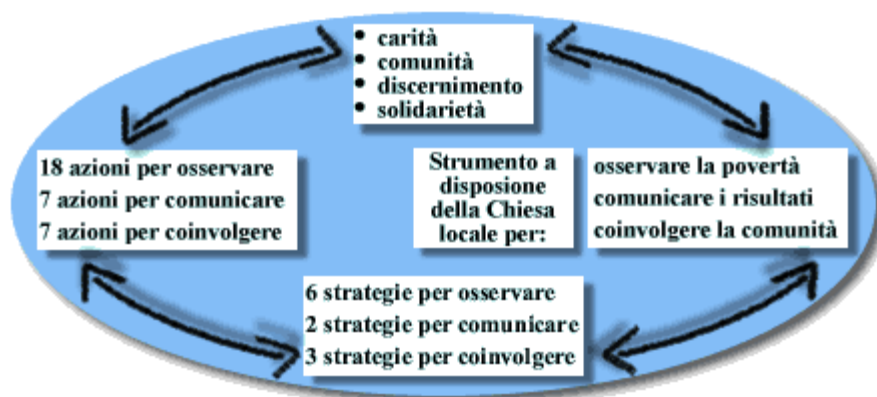 • carità
• comunità
• discernimento
• solidarietà
18 azioni per osservare
7 azioni per comunicare
7 azioni per coinvolgere
Strumento a
disposione
della Chiesa
locale per:
osservare la povertà
comunicare i risultati
coinvolgere la comunità
6 strategie per osservare
2 strategie per comunicare
3 strategie per coinvolgere